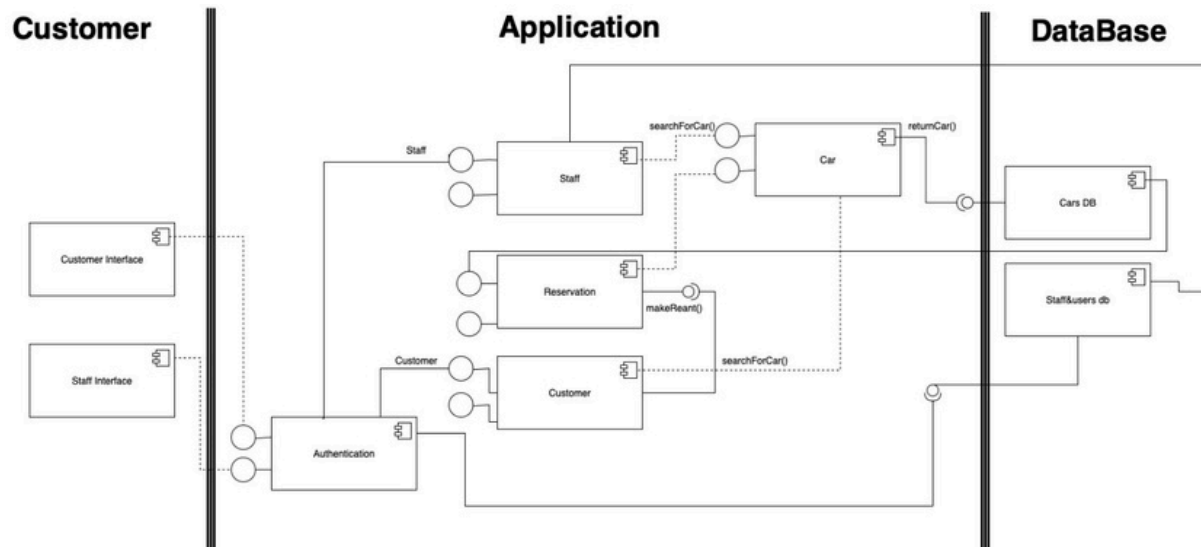 Customer
Application
DataBase
searchForCar()
returnCar()
Staff
Staff
Car
Cars DB
Customer Interface
Reservation
makeReant()
Staff&users db
Staff Interface
Customer
searchForCar()
Customer
Authentication